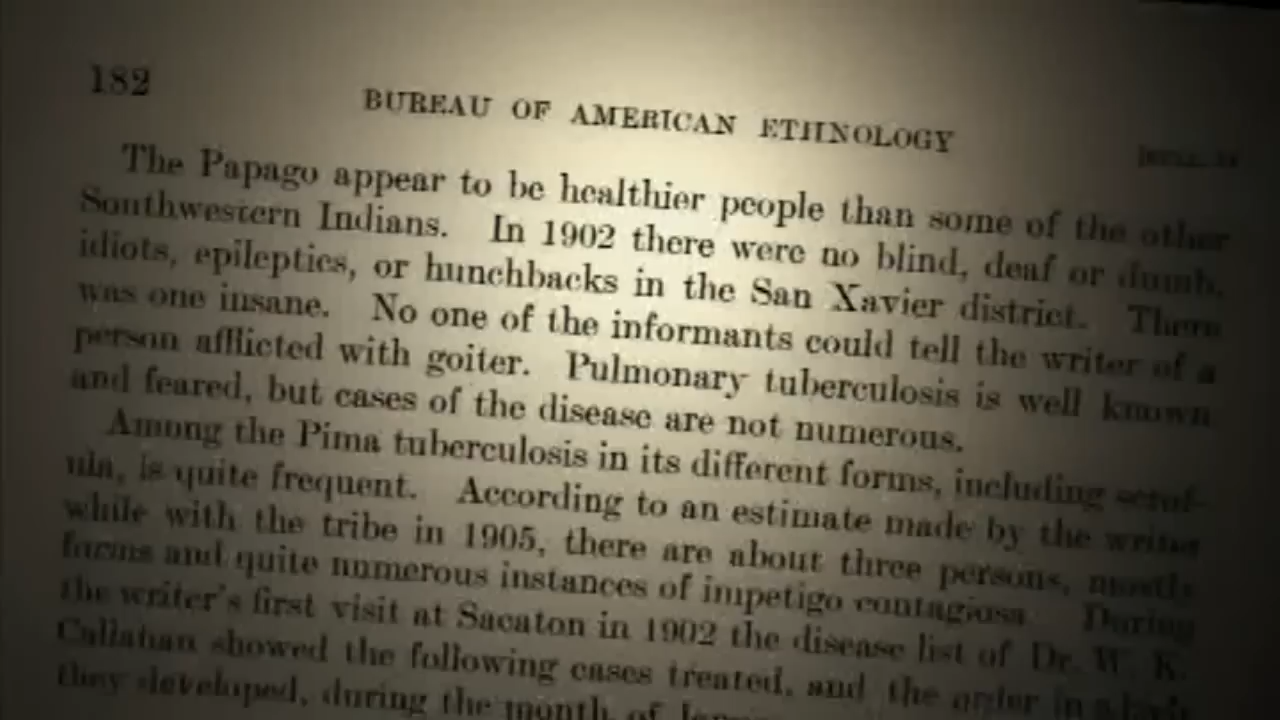 182
BUREAU OF AMERICAN ETHNOLOGY
The Papago appear to be healthier people than some of the other
Southwestern Indians. In 1902 there were no blind, deaf or dumb,
idiots, epileptics, or hunchbacks in the San Xavier district. There
was one insane. No one of the informants could tell the writer of a
person afflicted with goiter. Pulmonary tuberculosis is well known
and feared, but cases of the disease are not numerous.
Among the Pima tuberculosis in its different forms, including scrof-
ula, is quite frequent. According to an estimate made by the writer
while with the tribe in 1905, there are about three persons, mostly
forms and quite numerous instances of impetigo contagiosa During
the writer's first visit at Sacaton in 1902 the disease list of Dr. W. K.
Callahan showed the following cases treated, and the order in which
they developed, during the month of